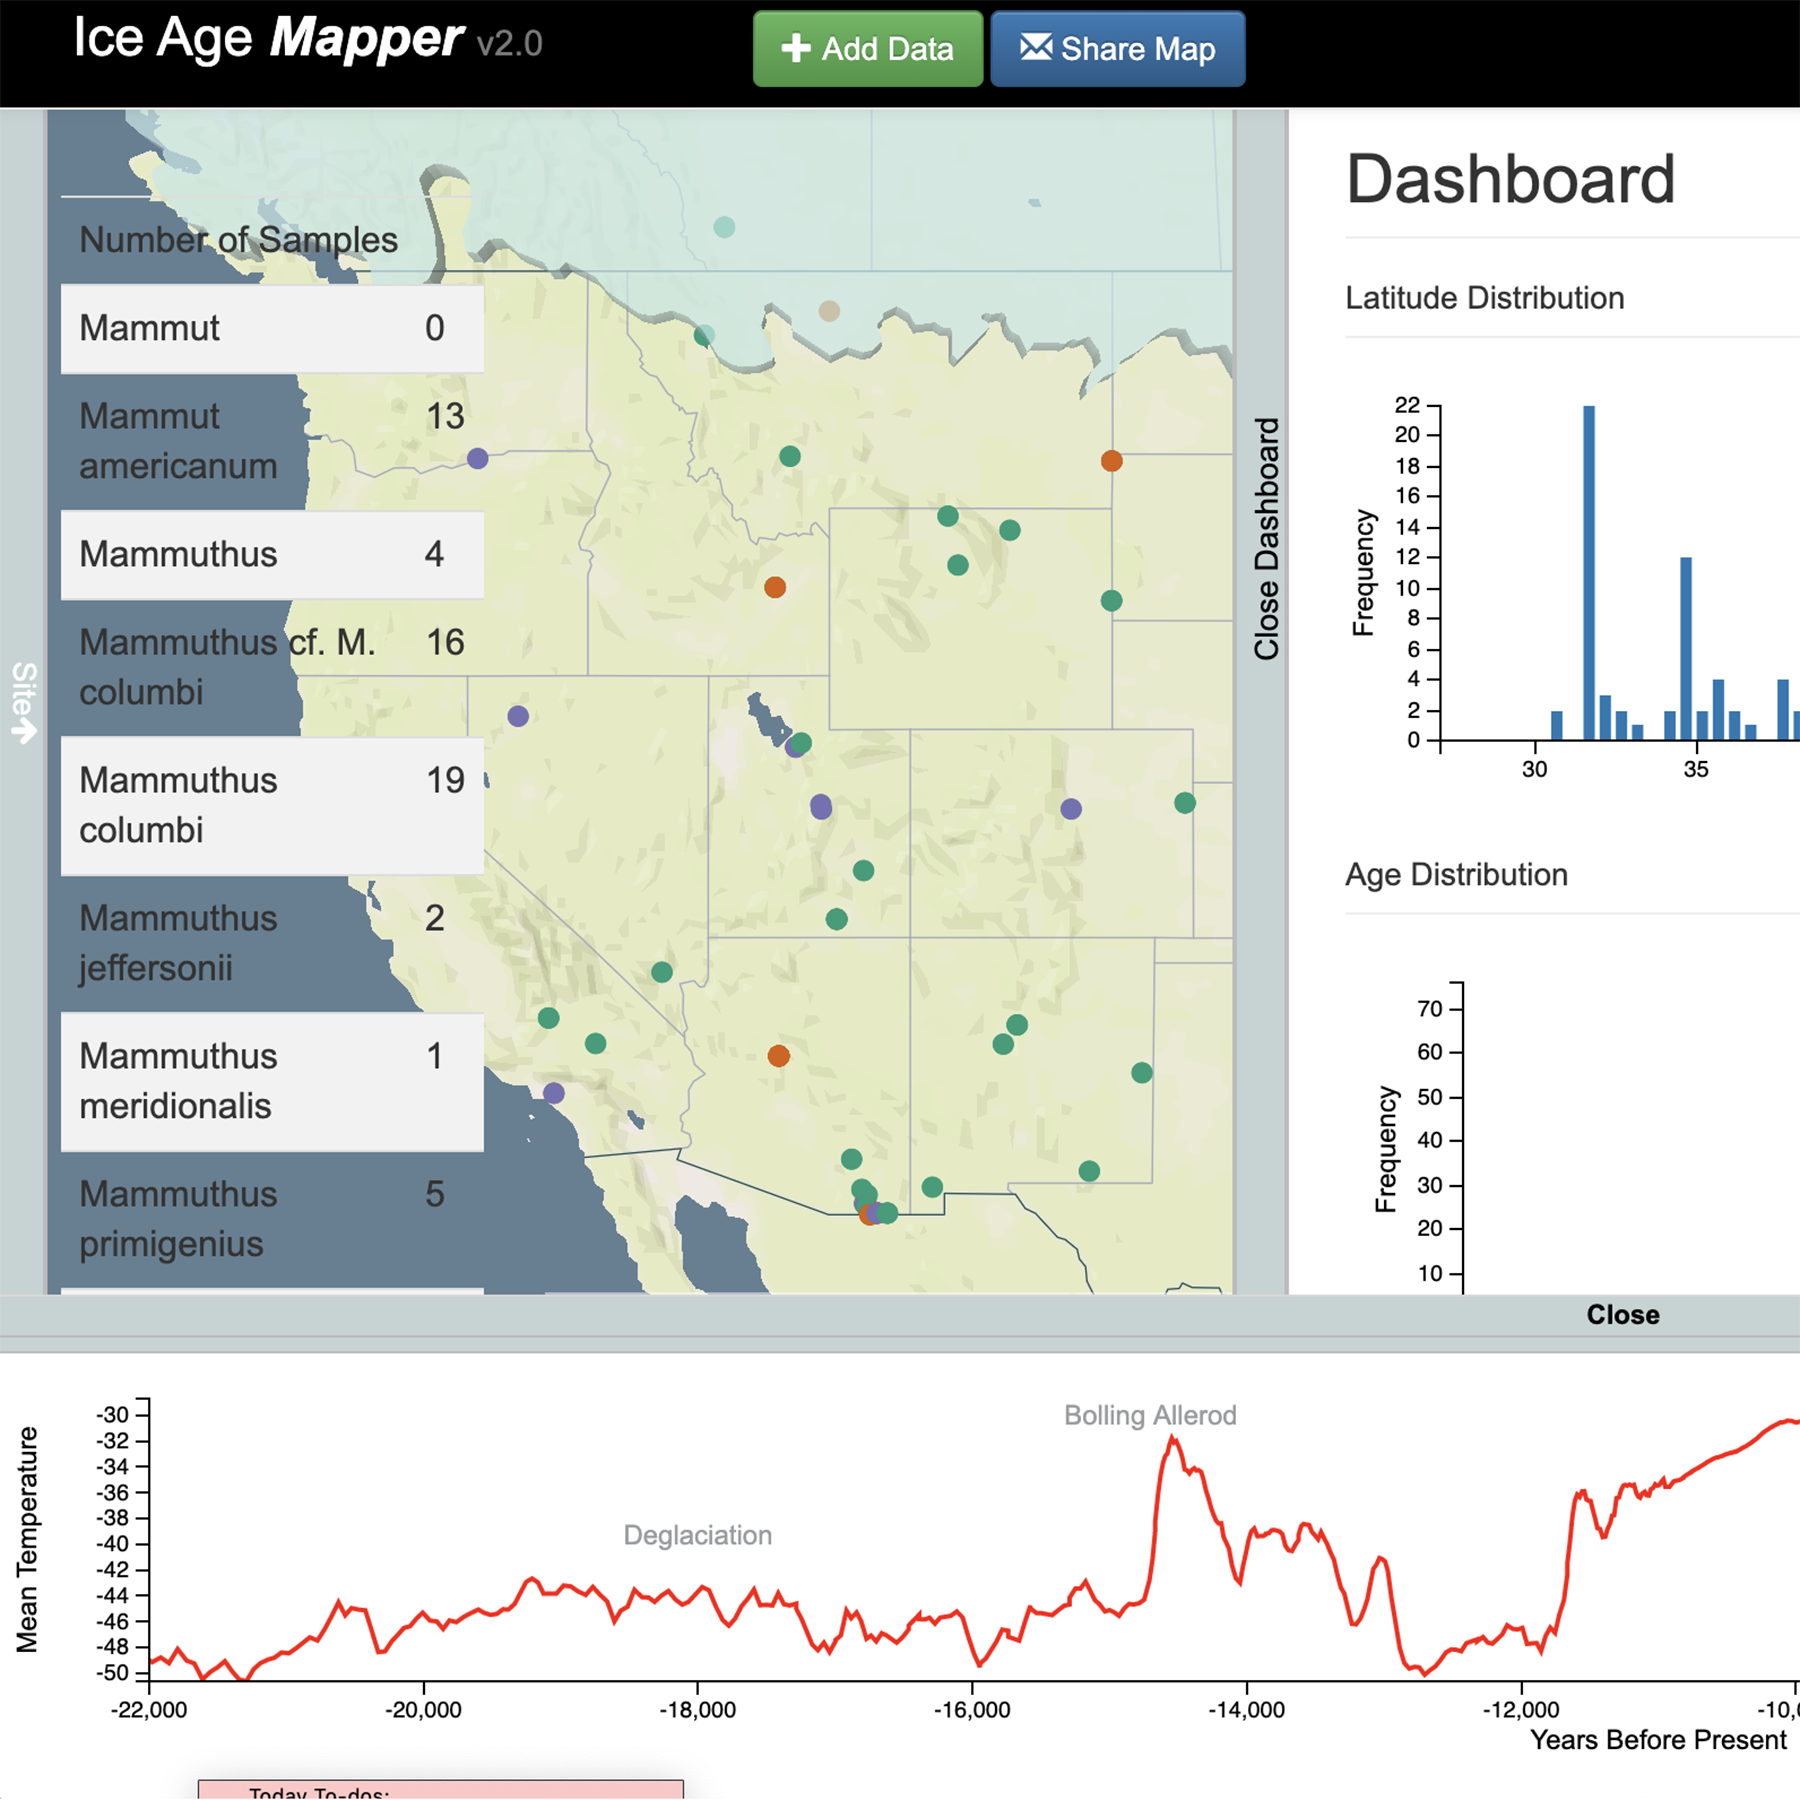 Ice Age Mapper v2.0
Add Data
Share Map
Number of Samples
Mammut 0
Mammut 13
americanum
Mammuthus 4
Mammuthus cf. M. 16
columbi
Mammuthus 19
columbi
Mammuthus 2
jeffersonii
Mammuthus 1
meridionalis
Mammuthus 5
primigenius
Site
Close Dashboard
Dashboard
Latitude Distribution
Frequency
22
20
18
16
14
12
10
8
6
4
2
0
30 35
Age Distribution
Frequency
70
60
50
40
30
20
10
Close
Mean Temperature
-30
-32
-34
-36
-38
-40
-42
-44
-46
-48
-50
Deglaciation
Bolling Allerod
-22,000 -20,000 -18,000 -16,000 -14,000 -12,000 -10,0
Years Before Present
Today To-dos: